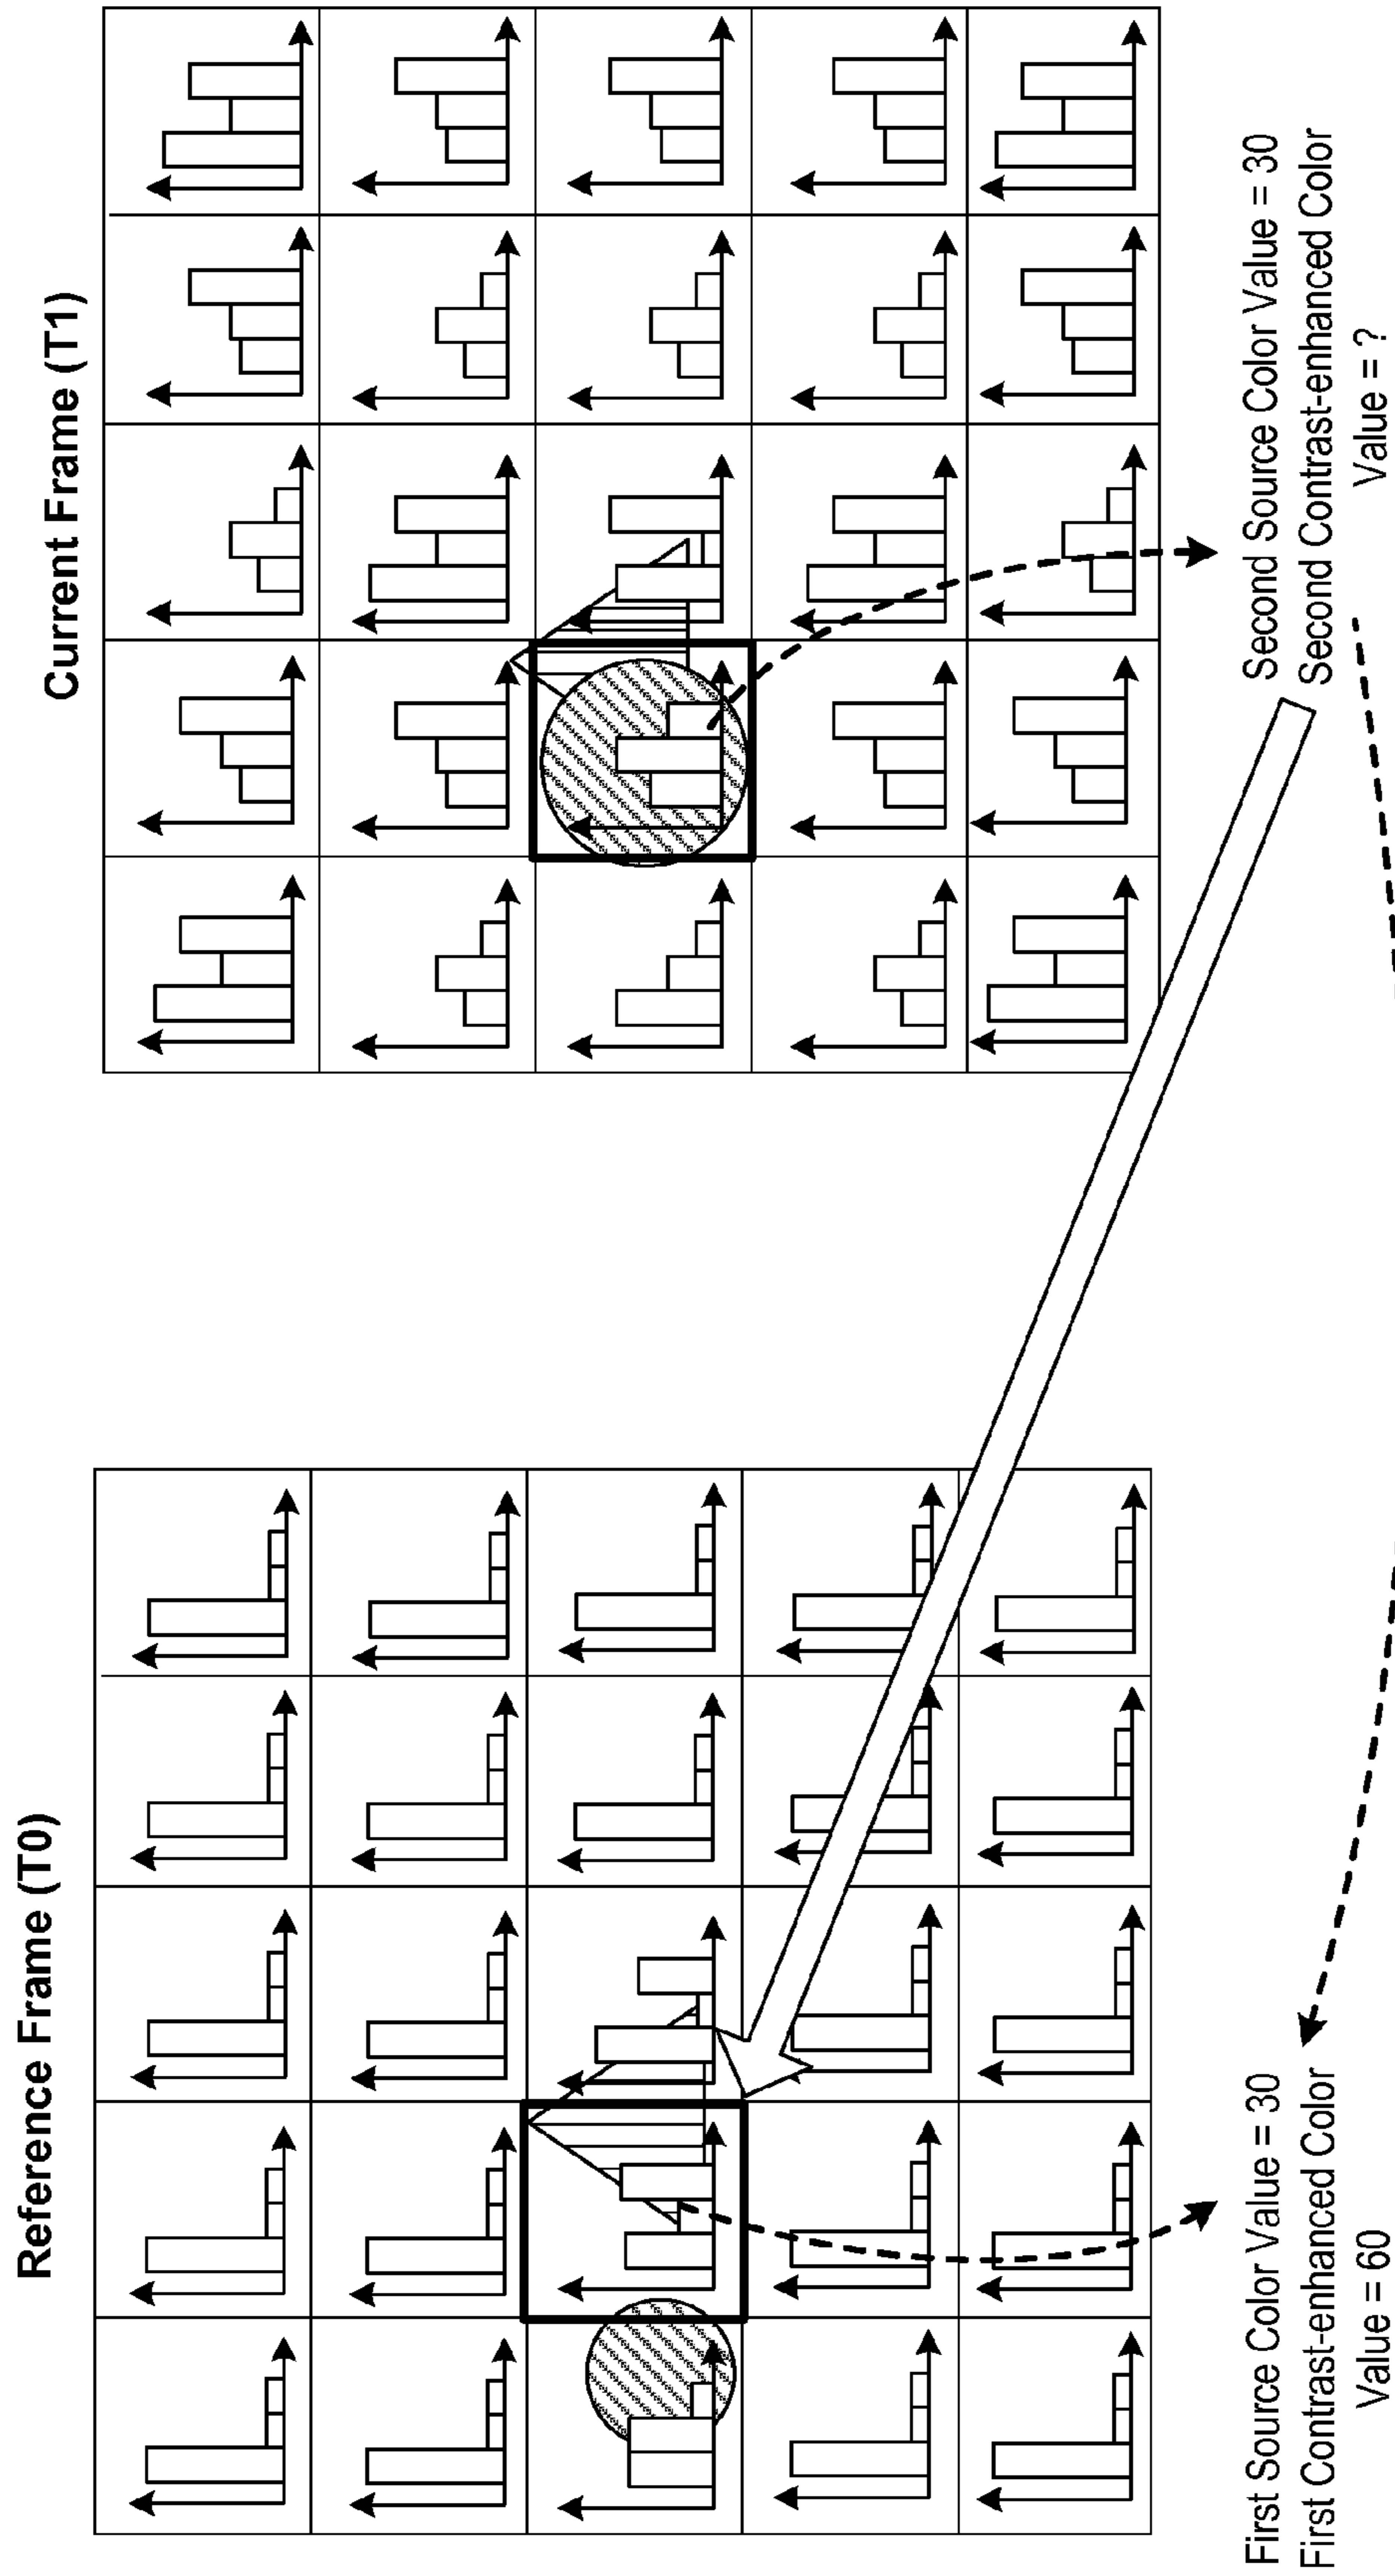 Reference Frame (T0)
Current Frame (T1)
First Source Color Value = 30
First Contrast-enhanced Color
Value = 60
Second Source Color Value = 30
Second Contrast-enhanced Color
Value = ?